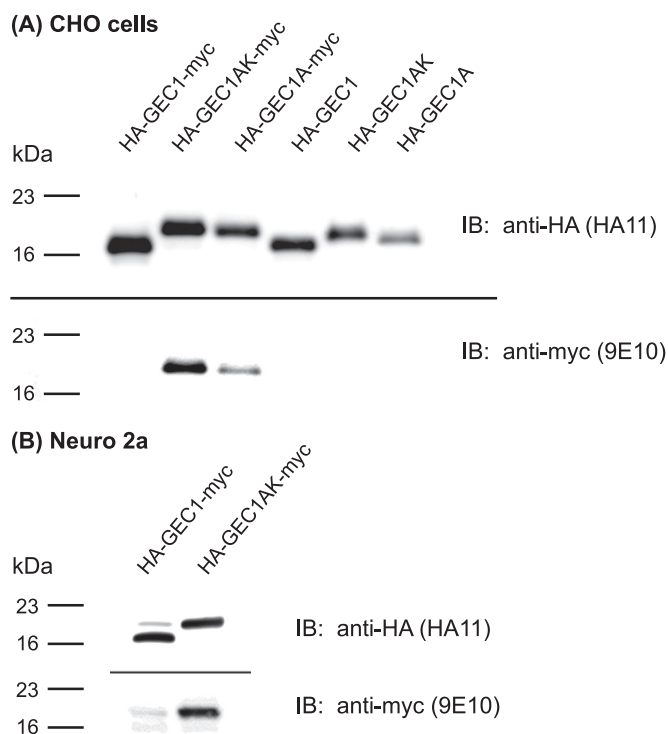 (A) CHO cells
HA-GEC1-myc
HA-GEC1AK-myc
HA-GEC1A-myc
HA-GEC1
HA-GEC1AK
HA-GEC1A
kDa
23
16
IB: anti-HA (HA11)
23
16
IB: anti-myc (9E10)
(B) Neuro 2a
HA-GEC1-myc
HA-GEC1AK-myc
kDa
23
16
IB: anti-HA (HA11)
23
16
IB: anti-myc (9E10)